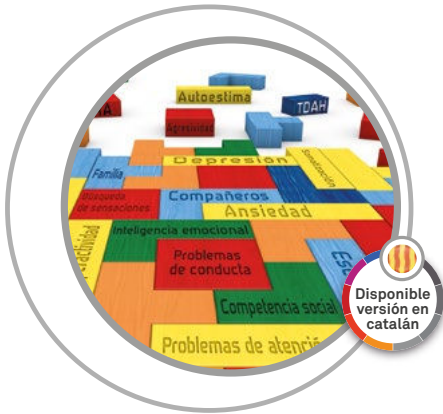 Autoestima
TDAH
Agresividad
Depresión
Somatización
Familia
Búsqueda
de sensaciones
Compañeros
Ansiedad
Inteligencia emocional
Problemas
de conducta
Competencia social
Problemas de atención
Disponible
versión en
catalán